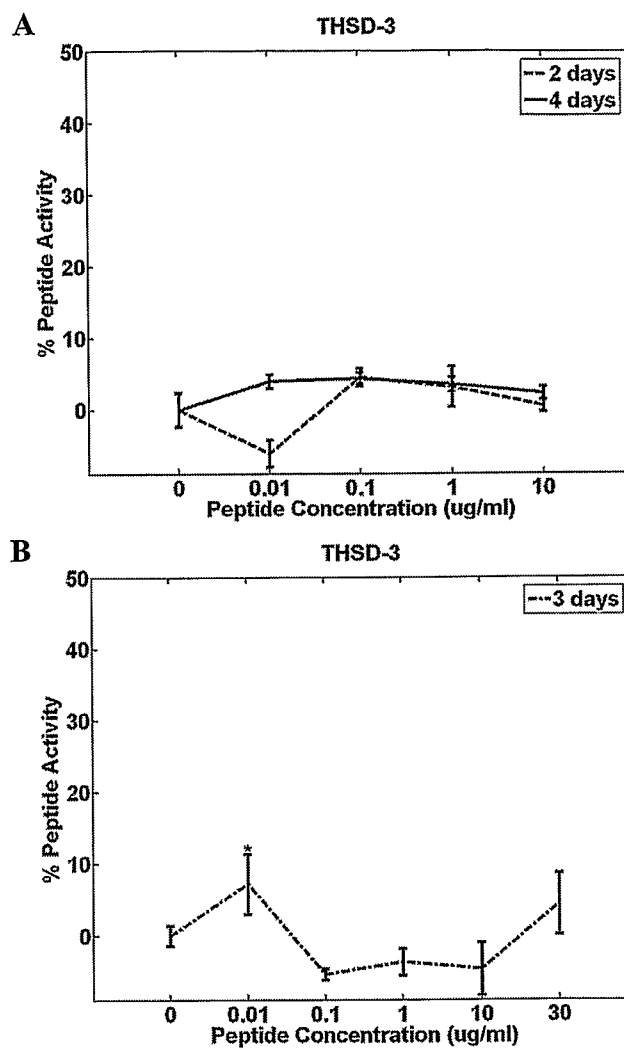 A
THSD-3
50
40
30
20
10
0
% Peptide Activity
2 days
4 days
0 0.01 0.1 1 10
Peptide Concentration (ug/ml)
B
THSD-3
50
40
30
20
10
0
% Peptide Activity
3 days
*
0 0.01 0.1 1 10 30
Peptide Concentration (ug/ml)